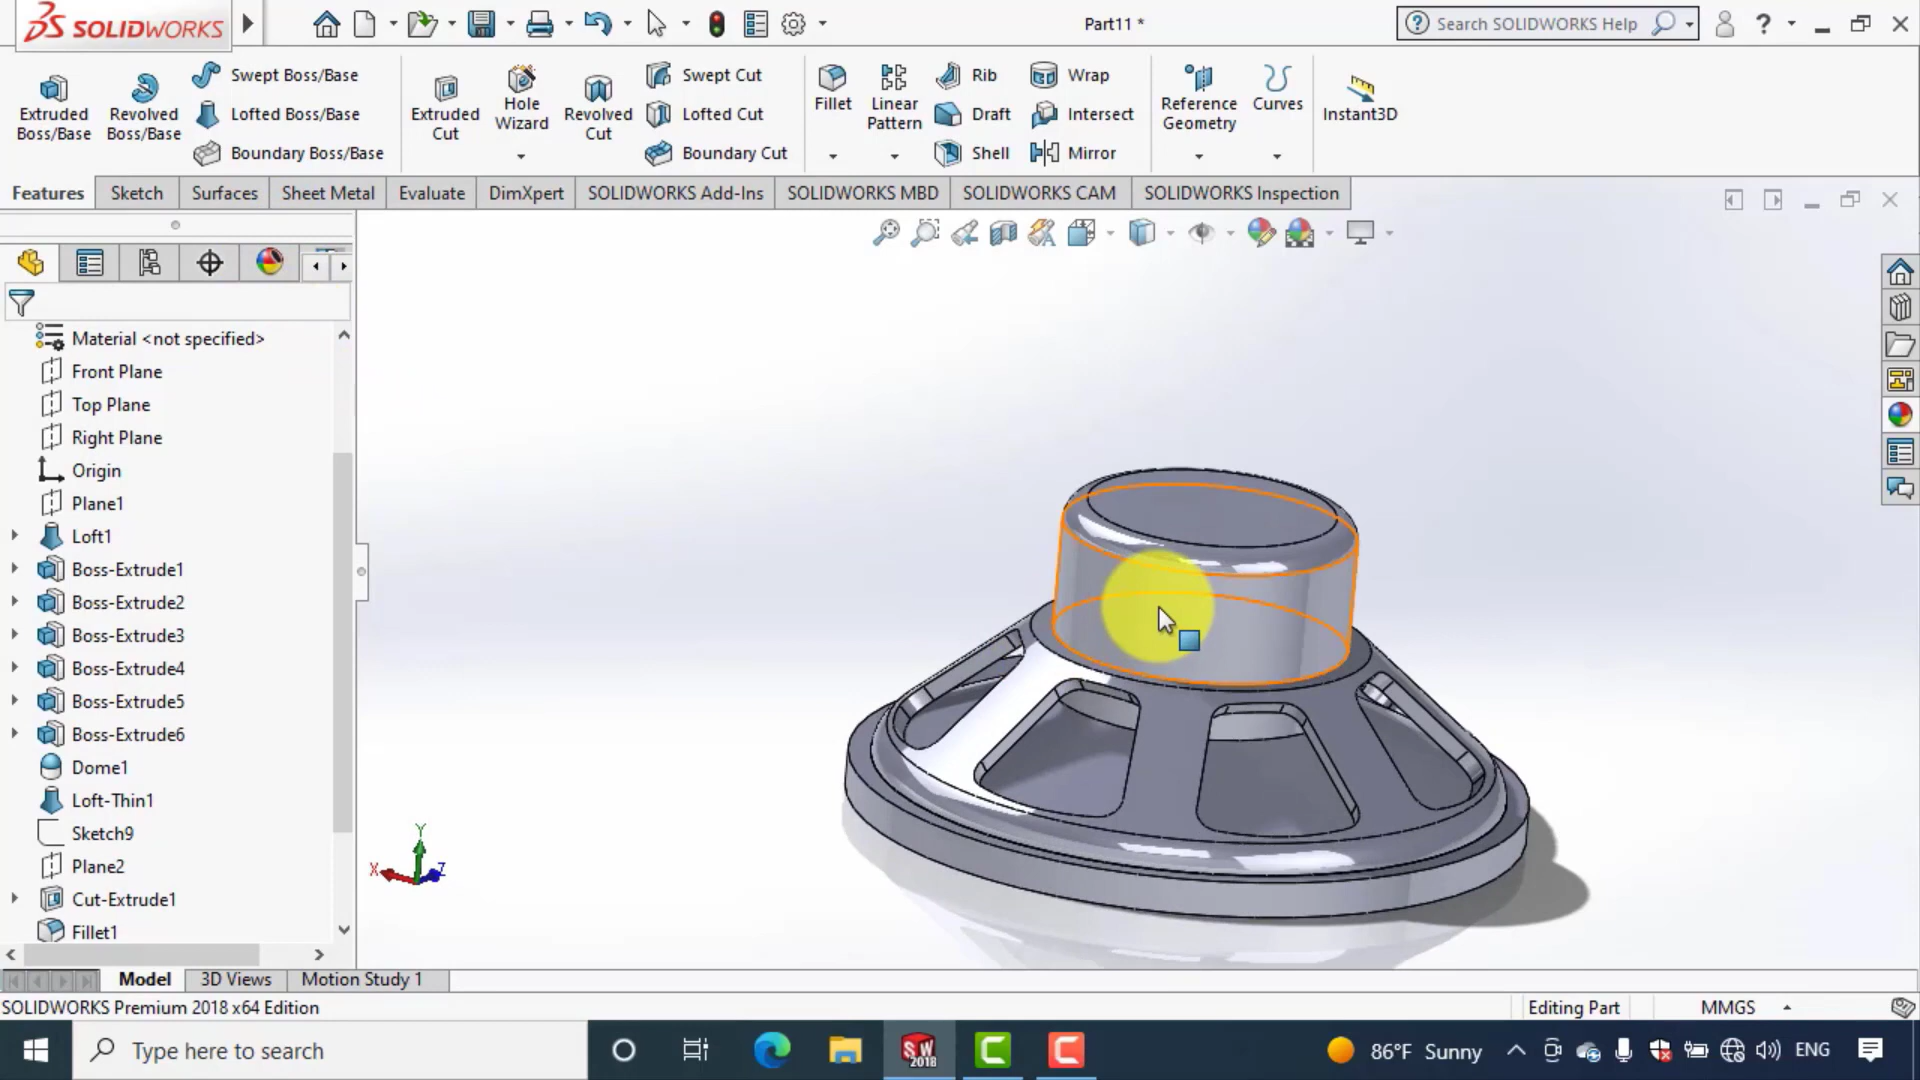 SOLIDWORKS
Part11 *
Search SOLIDWORKS Help
Extruded Boss/Base
Revolved Boss/Base
Swept Boss/Base
Lofted Boss/Base
Boundary Boss/Base
Extruded Cut
Hole Wizard
Revolved Cut
Swept Cut
Lofted Cut
Boundary Cut
Fillet
Linear Pattern
Rib
Draft
Shell
Wrap
Intersect
Mirror
Reference Geometry
Curves
Instant3D
Features
Sketch
Surfaces
Sheet Metal
Evaluate
DimXpert
SOLIDWORKS Add-Ins
SOLIDWORKS MBD
SOLIDWORKS CAM
SOLIDWORKS Inspection
Material <not specified>
Front Plane
Top Plane
Right Plane
Origin
Plane1
Loft1
Boss-Extrude1
Boss-Extrude2
Boss-Extrude3
Boss-Extrude4
Boss-Extrude5
Boss-Extrude6
Dome1
Loft-Thin1
Sketch9
Plane2
Cut-Extrude1
Fillet1
Y
X
Z
Model
3D Views
Motion Study 1
SOLIDWORKS Premium 2018 x64 Edition
Editing Part
MMGS
Type here to search
SW 2018
86°F Sunny
ENG